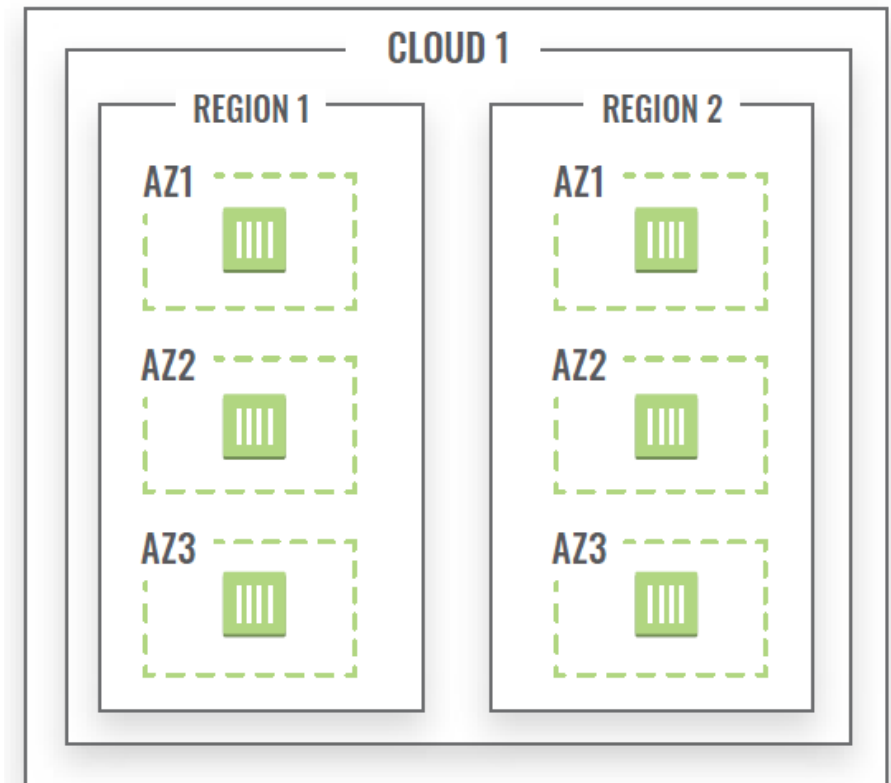 CLOUD 1
REGION 1
REGION 2
AZ1
AZ1
AZ2
AZ2
AZ3
AZ3